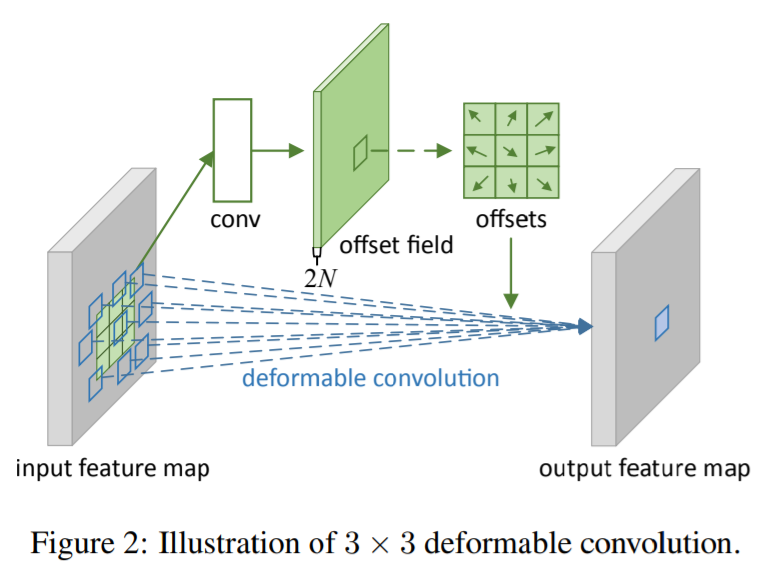 conv
offset field
offsets
2N
deformable convolution
input feature map
output feature map
Figure 2: Illustration of 3 × 3 deformable convolution.